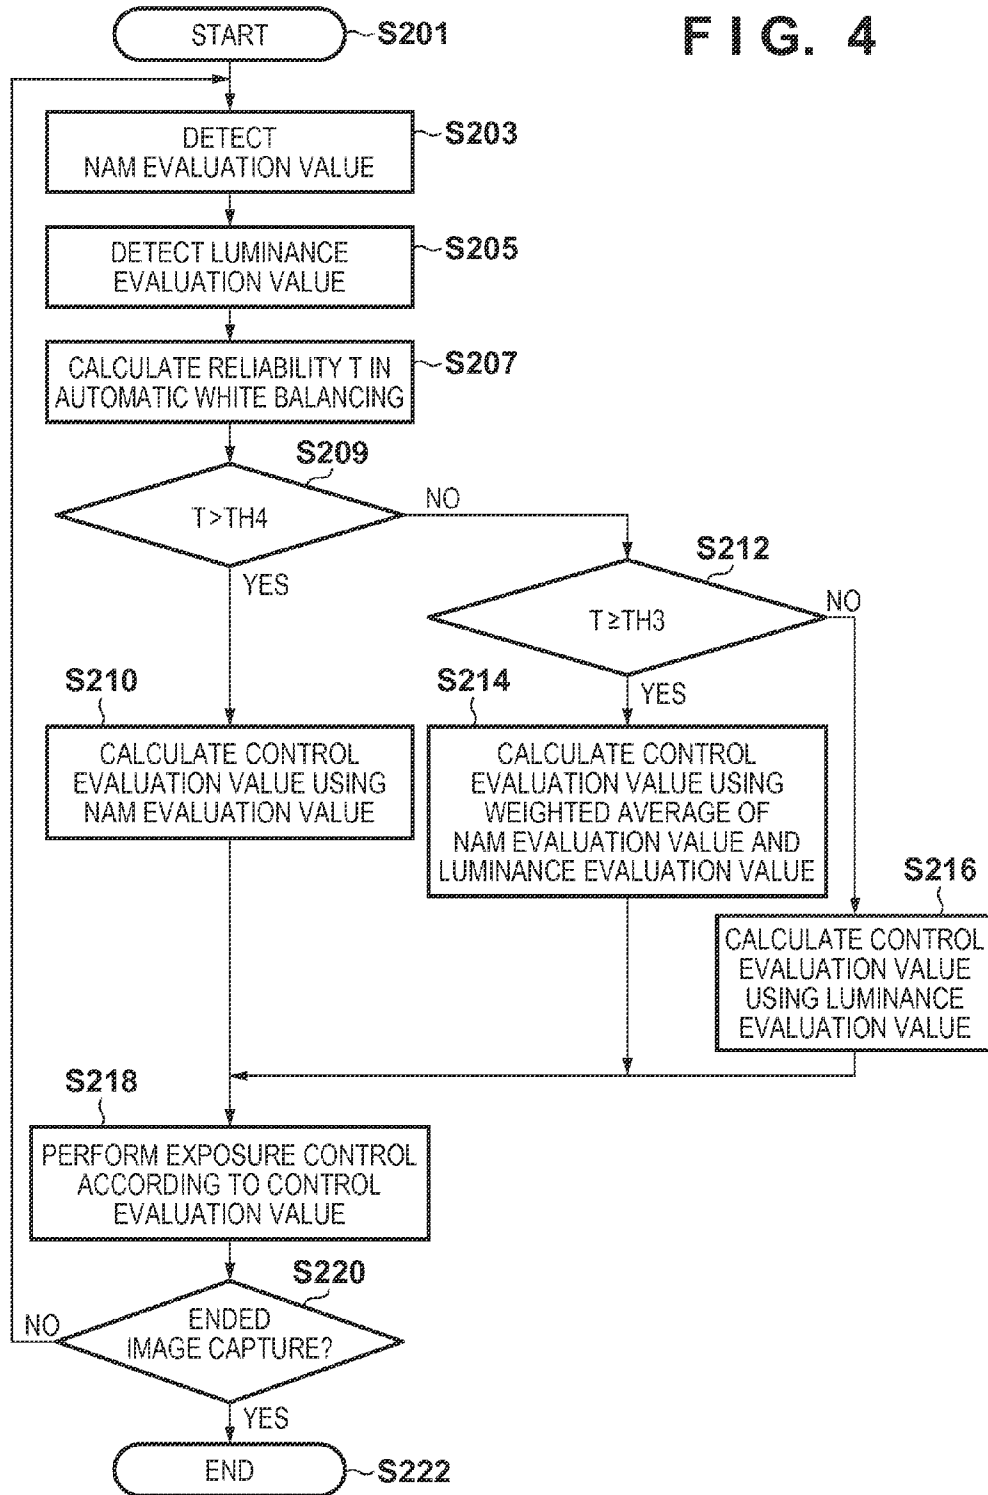 FIG. 4
START
S201
DETECT
NAM EVALUATION VALUE
S203
DETECT LUMINANCE
EVALUATION VALUE
S205
CALCULATE RELIABILITY T IN
AUTOMATIC WHITE BALANCING
S207
S209
T>TH4
NO
YES
S212
T≥TH3
NO
YES
S210
CALCULATE CONTROL
EVALUATION VALUE USING
NAM EVALUATION VALUE
S214
CALCULATE CONTROL
EVALUATION VALUE USING
WEIGHTED AVERAGE OF
NAM EVALUATION VALUE AND
LUMINANCE EVALUATION VALUE
S216
CALCULATE CONTROL
EVALUATION VALUE
USING LUMINANCE
EVALUATION VALUE
S218
PERFORM EXPOSURE CONTROL
ACCORDING TO CONTROL
EVALUATION VALUE
S220
ENDED
IMAGE CAPTURE?
NO
YES
END
S222